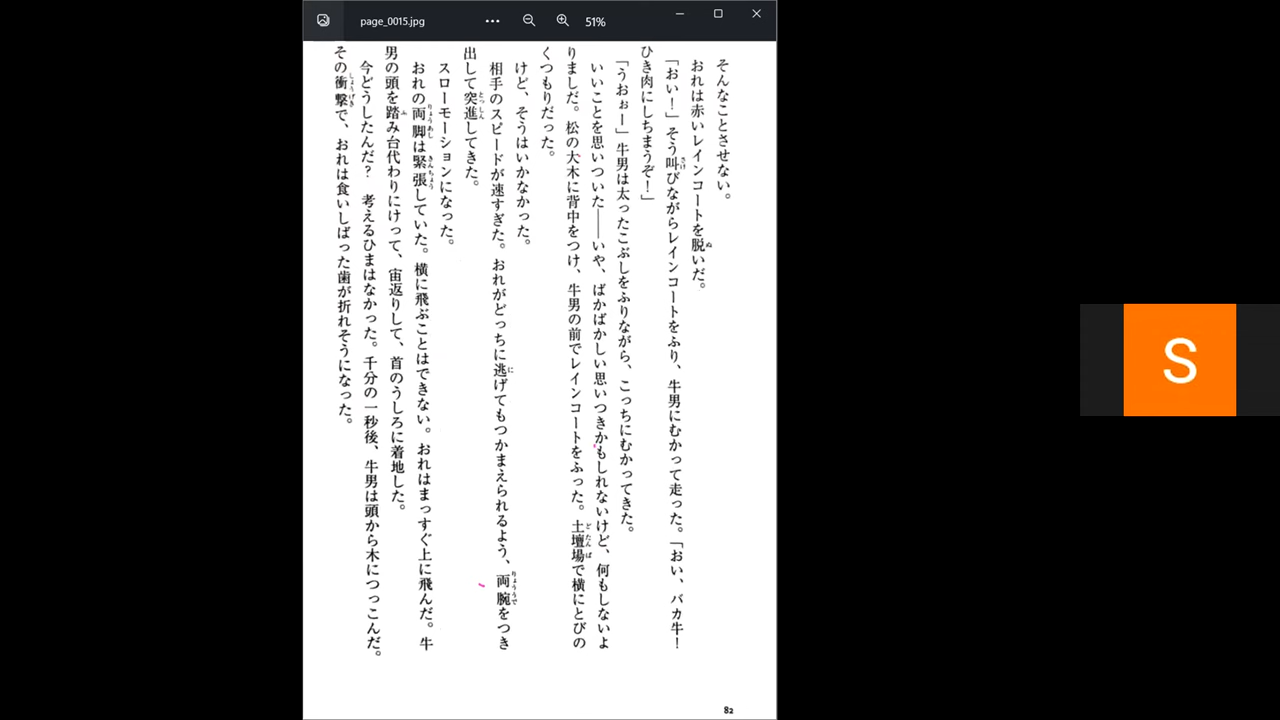 page_0015.jpg
51%
そんなことさせない。
おれは赤いレインコートを脱いだ。
「おい！」そう叫びながらレインコートをふり、牛男にむかって走った。「おい、バカ牛！
ひき肉にしちまうぞ！」
「うおぉー」牛男は太ったこぶしをふりながら、こっちにむかってきた。
いいことを思いついた――いや、ばかばかしい思いつきかもしれないけど、何もしないよ
りましだ。松の大木に背中をつけ、牛男の前でレインコートをふった。土壇場で横にとびの
くつもりだった。
けど、そうはいかなかった。
相手のスピードが速すぎた。おれがどっちに逃げてもつかまえられるよう、両腕をつき
出して突進してきた。
スローモーションになった。
おれの両脚は緊張していた。横に飛ぶことはできない。おれはまっすぐ上に飛んだ。牛
男の頭を踏み台代わりにけって、宙返りして、首のうしろに着地した。
今どうしたんだ？　考えるひまはなかった。千分の一秒後、牛男は頭から木につっこんだ。
その衝撃で、おれは食いしばった歯が折れそうになった。
82
S